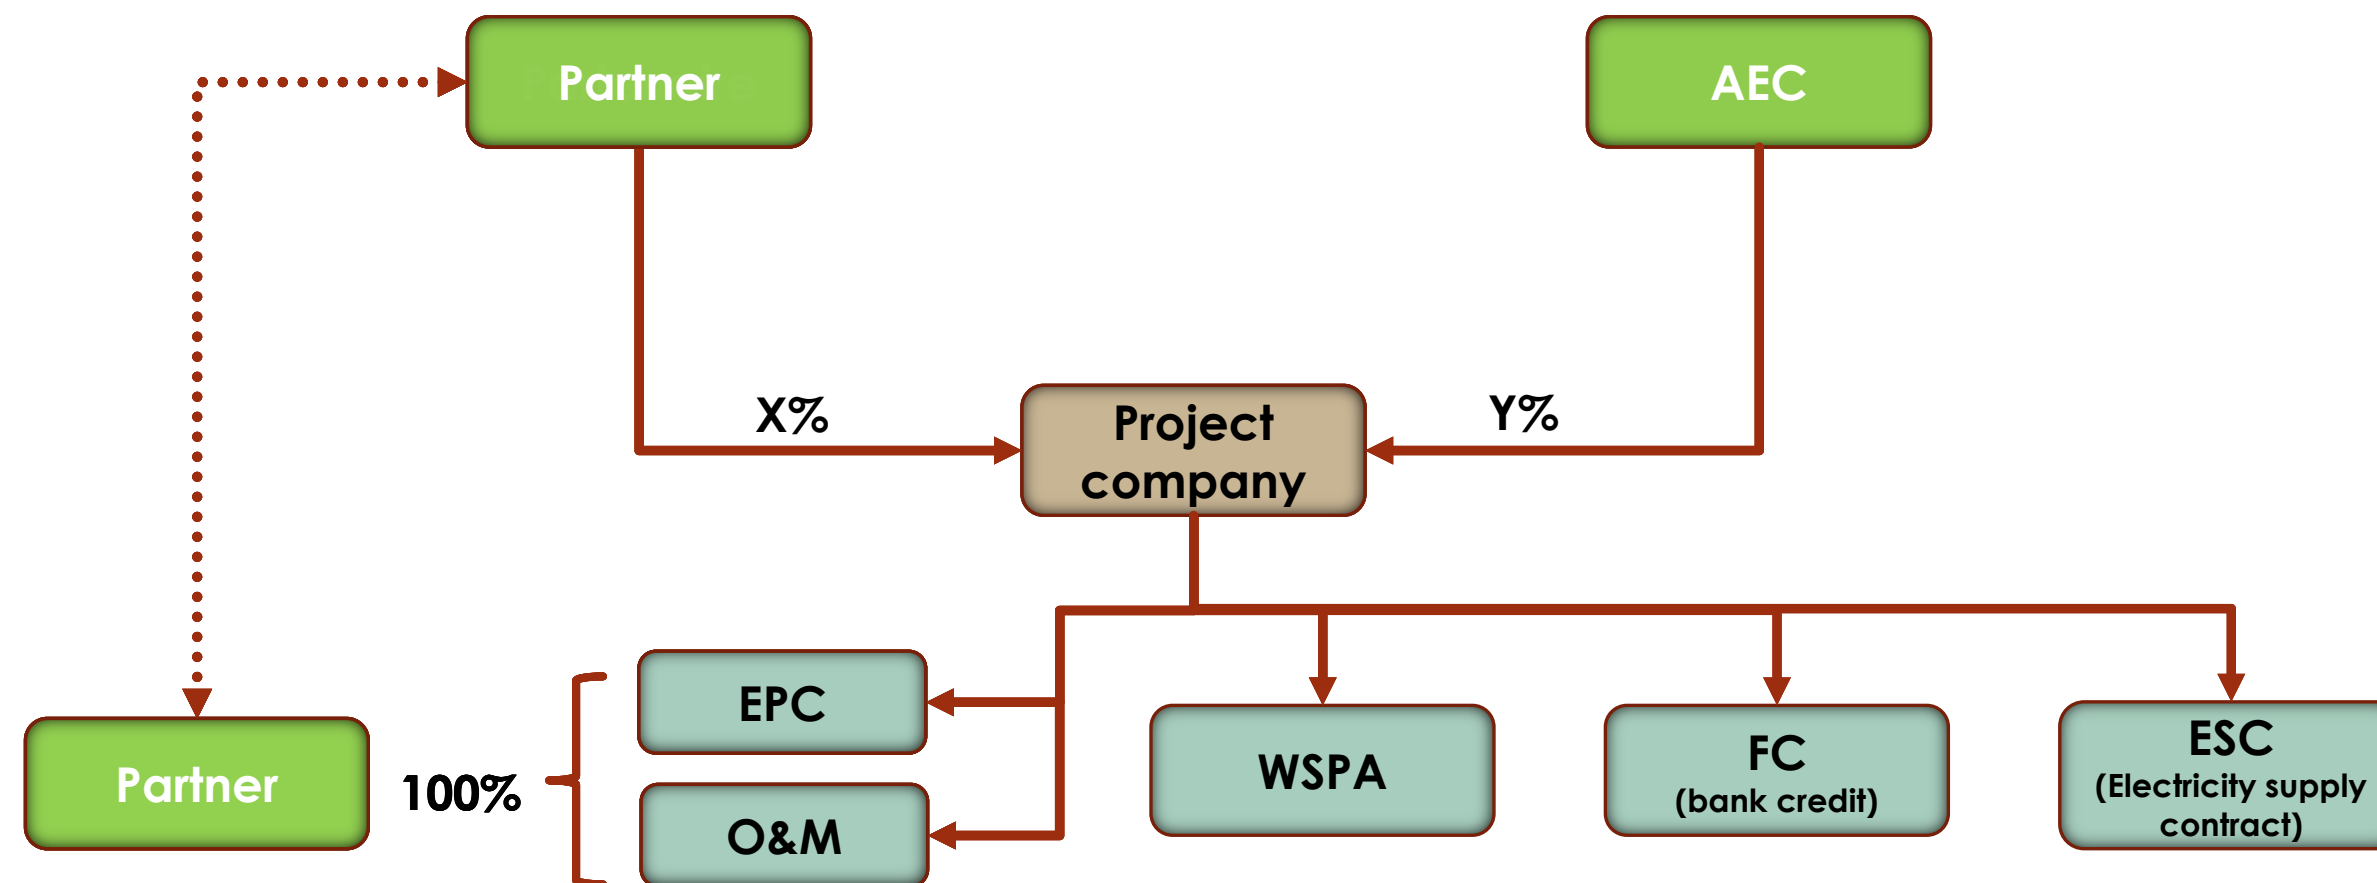 Partner
AEC
X%
Y%
Project
company
EPC
WSPA
FC
(bank credit)
ESC
(Electricity supply
contract)
Partner
100%
O&M